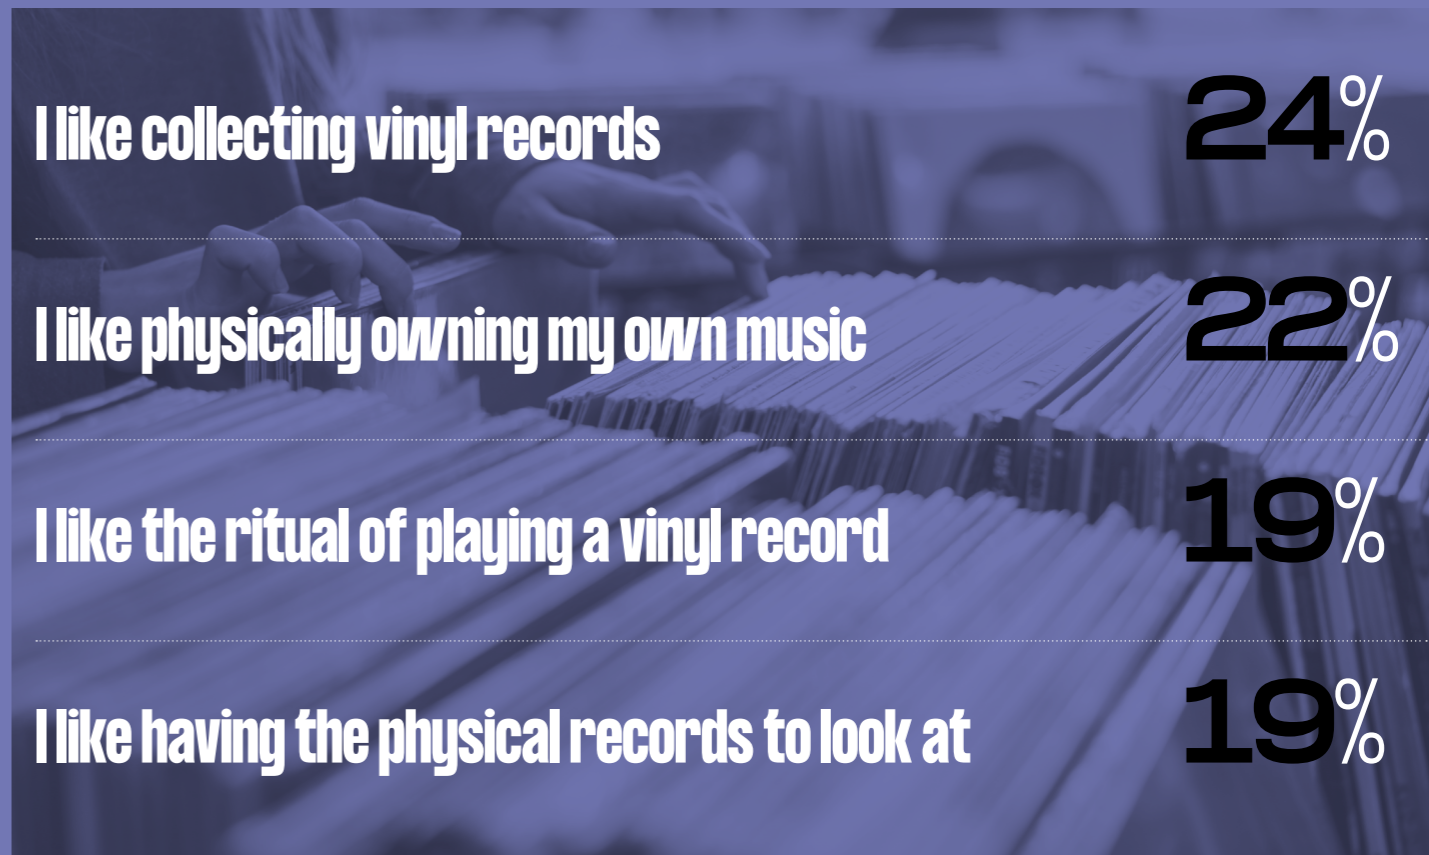 I like collecting vinyl records 24%
I like physically owning my own music 22%
I like the ritual of playing a vinyl record 19%
I like having the physical records to look at 19%